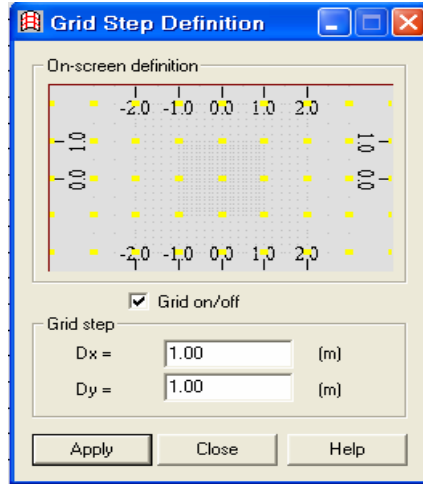 Grid Step Definition
On-screen definition
-2.0 -1.0 0.0 1.0 2.0
1.0 1.0
0.0 0.0
-2.0 -1.0 0.0 1.0 2.0
Grid on/off
Grid step
Dx = 1.00 (m)
Dy = 1.00 (m)
Apply Close Help